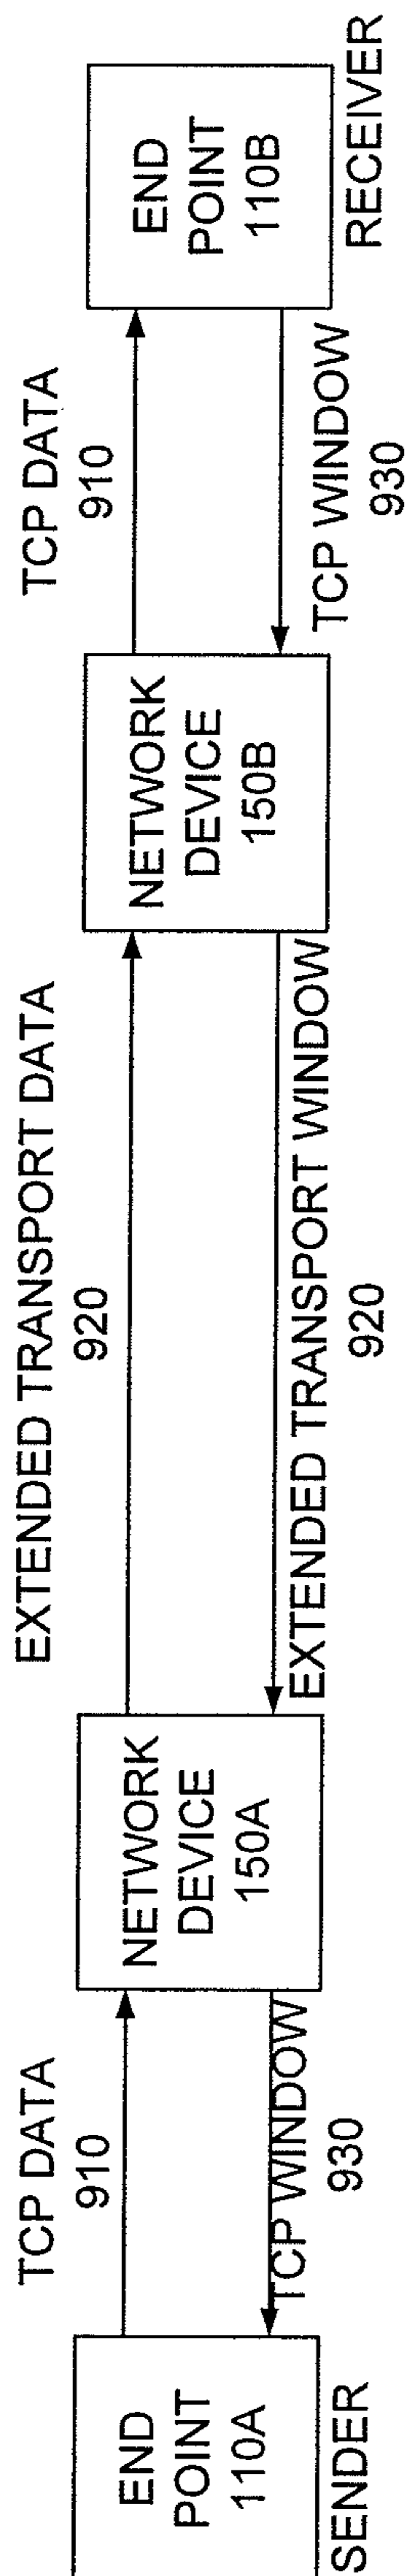 TCP DATA
910
EXTENDED TRANSPORT DATA
920
TCP DATA
910
END
POINT
110A
NETWORK
DEVICE
150A
NETWORK
DEVICE
150B
END
POINT
110B
SENDER
TCP WINDOW
930
EXTENDED TRANSPORT WINDOW
920
TCP WINDOW
930
RECEIVER